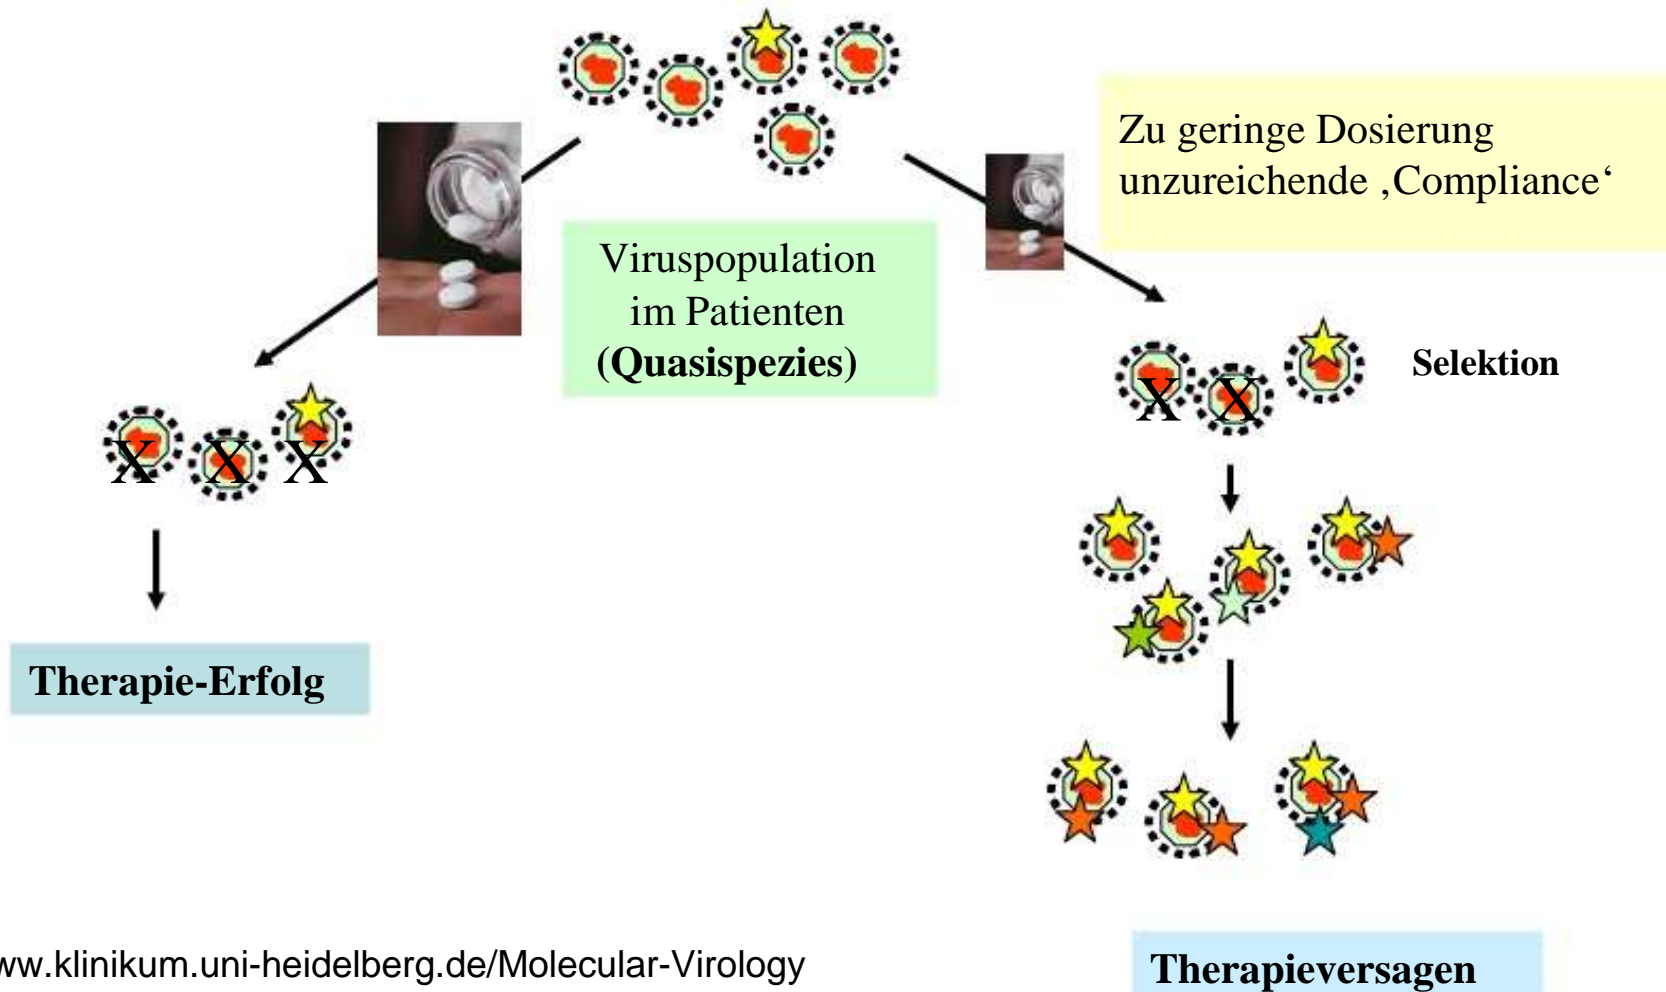 Zu geringe Dosierung
unzureichende ‚Compliance‘
Viruspopulation
im Patienten
(Quasispezies)
Selektion
X X X
X X
Therapie-Erfolg
Therapieversagen
ww.klinikum.uni-heidelberg.de/Molecular-Virology